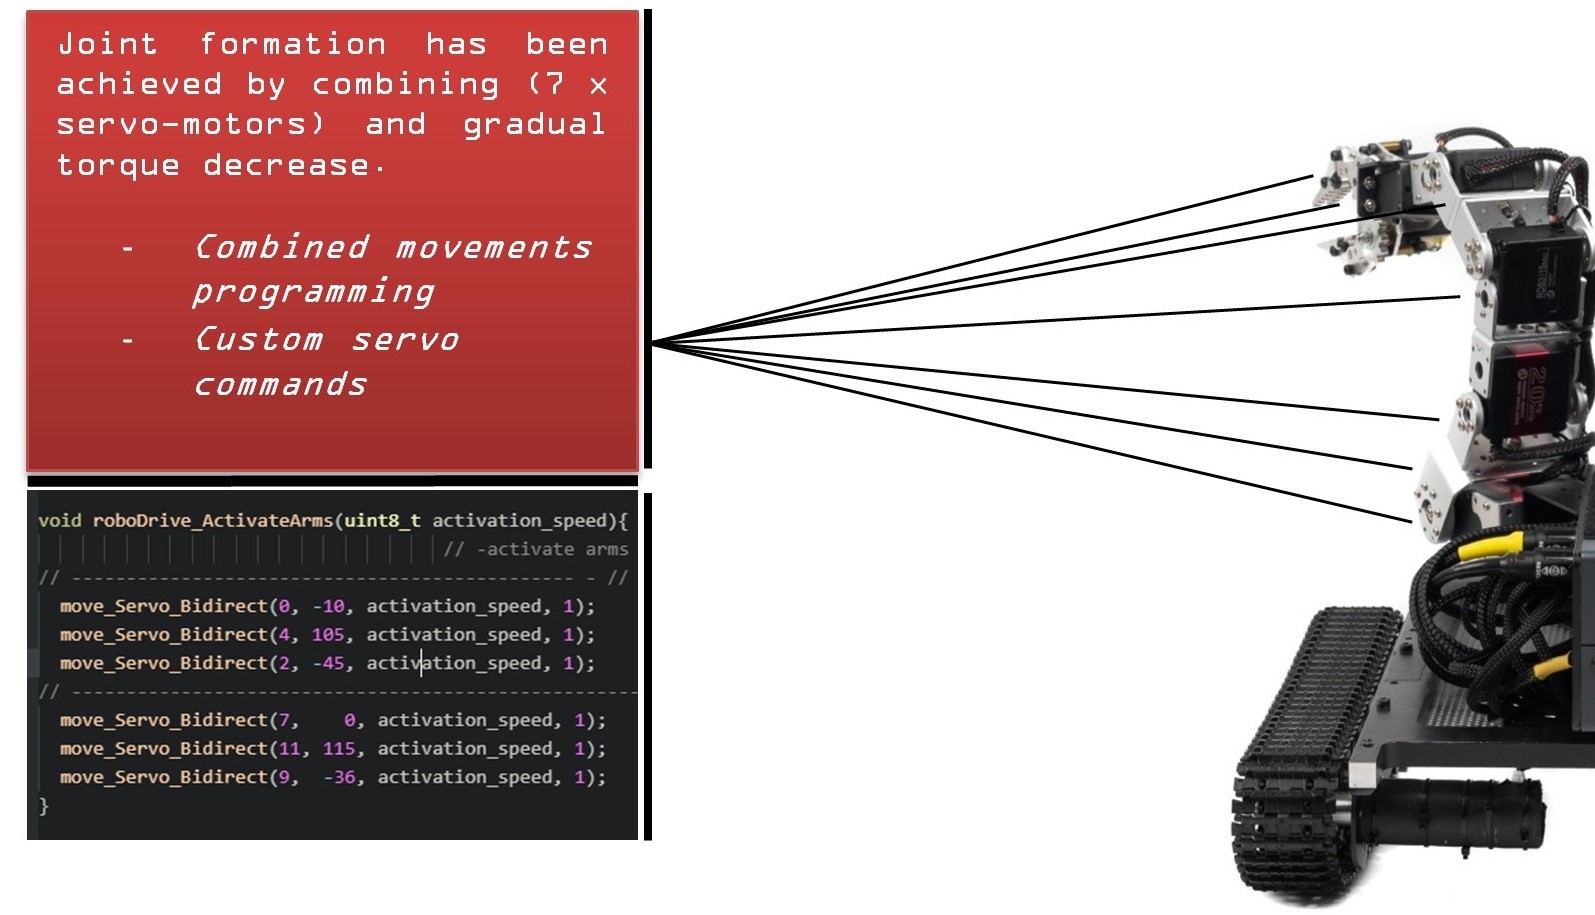 Joint formation has been
achieved by combining (7 x
servo-motors) and gradual
torque decrease.
- Combined movements
programming
- Custom servo
commands
void roboDrive_ActivateArms(uint8_t activation_speed){
// -activate arms
// ------------------------------------------------- - //
move_Servo_Bidirect(0, -10, activation_speed, 1);
move_Servo_Bidirect(4, 105, activation_speed, 1);
move_Servo_Bidirect(2, -45, activation_speed, 1);
// ----------------------------------------------------
move_Servo_Bidirect(7,    0, activation_speed, 1);
move_Servo_Bidirect(11, 115, activation_speed, 1);
move_Servo_Bidirect(9,  -36, activation_speed, 1);
}